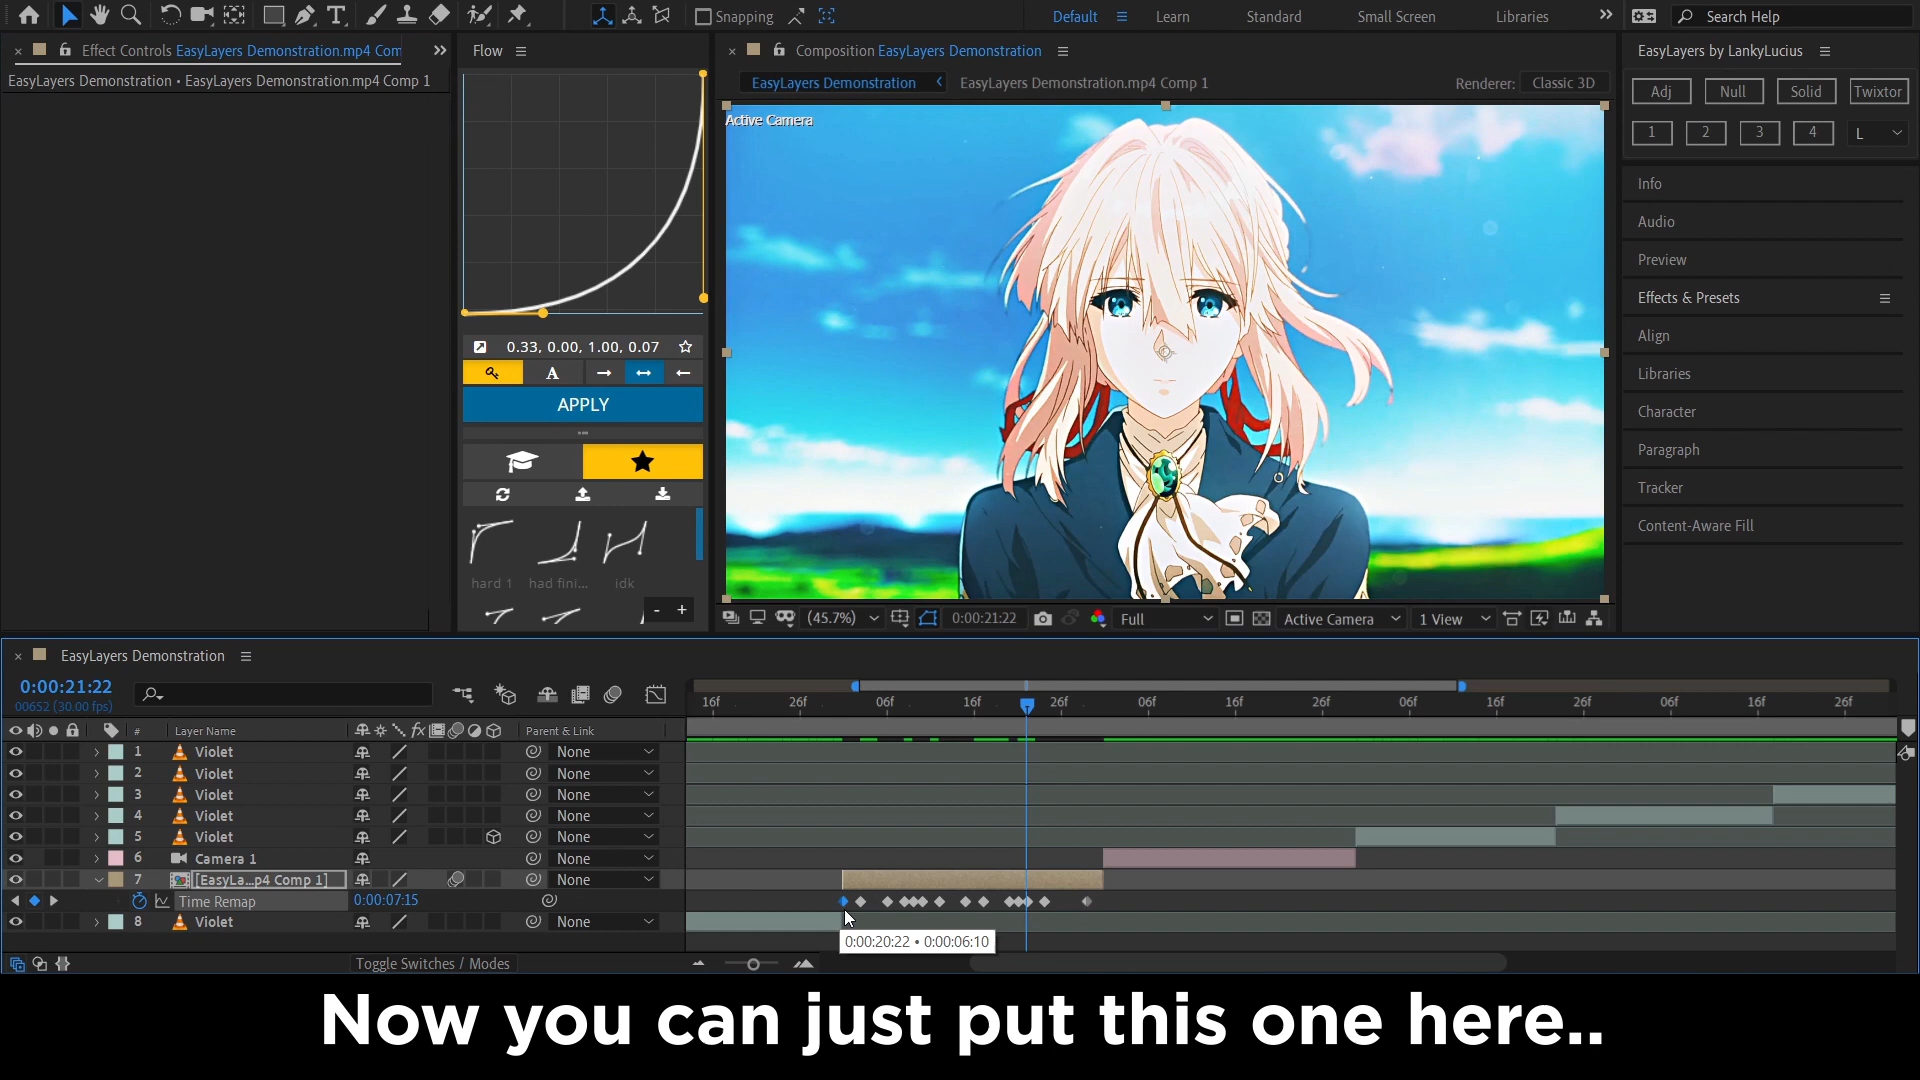 Snapping
Default
Learn
Standard
Small Screen
Libraries
Search Help
Effect Controls EasyLayers Demonstration.mp4 Com
EasyLayers Demonstration • EasyLayers Demonstration.mp4 Comp 1
Flow
0.33, 0.00, 1.00, 0.07
A
APPLY
hard 1
had fini...
idk
- +
Composition EasyLayers Demonstration
EasyLayers Demonstration
EasyLayers Demonstration.mp4 Comp 1
Renderer:
Classic 3D
Active Camera
(45.7%)
0:00:21:22
Full
Active Camera
1 View
EasyLayers by LankyLucius
Adj
Null
Solid
Twixtor
1
2
3
4
L
Info
Audio
Preview
Effects & Presets
Align
Libraries
Character
Paragraph
Tracker
Content-Aware Fill
EasyLayers Demonstration
0:00:21:22
00652 (30.00 fps)
16f 26f 06f 16f 26f 06f 16f 26f 06f 16f 26f 06f 16f 26f
# Layer Name fx Parent & Link
1 Violet None
2 Violet None
3 Violet None
4 Violet None
5 Violet None
6 Camera 1 None
7 [EasyLa...p4 Comp 1] None
Time Remap 0:00:07:15
8 Violet None
0:00:20:22 • 0:00:06:10
Toggle Switches / Modes
Now you can just put this one here..